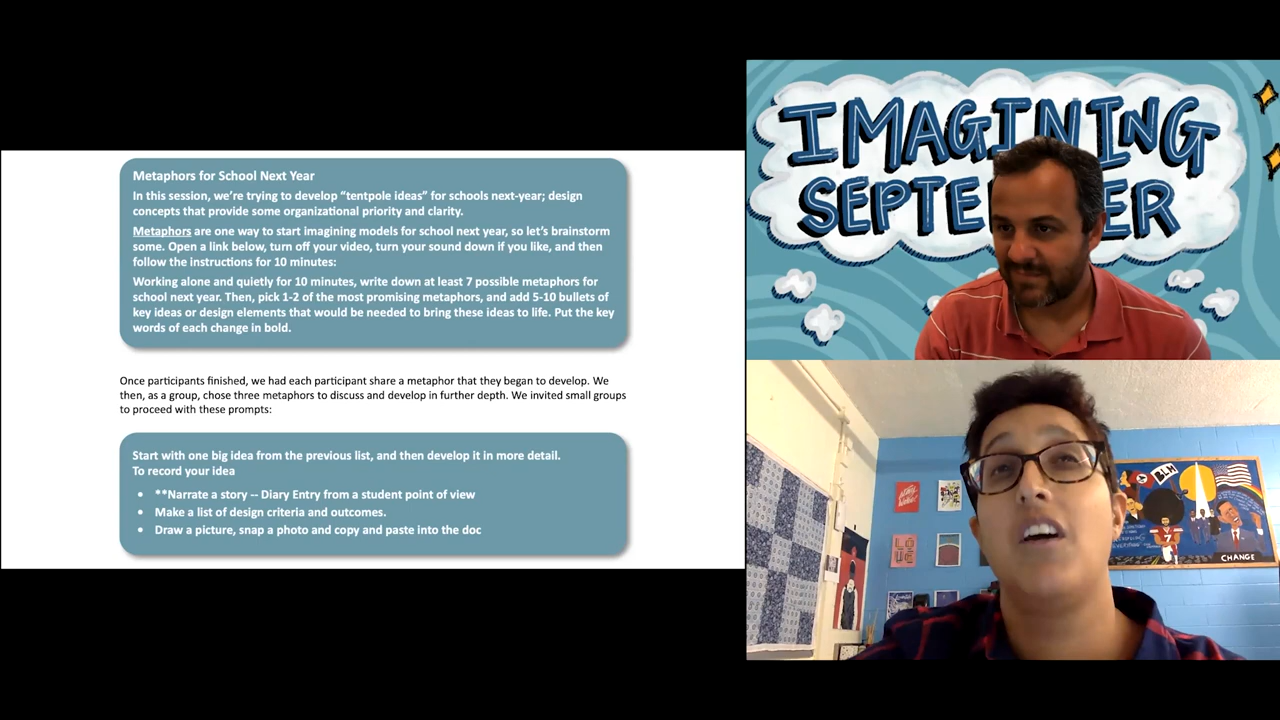 Metaphors for School Next Year
In this session, we’re trying to develop “tentpole ideas” for schools next-year; design
concepts that provide some organizational priority and clarity.
Metaphors are one way to start imagining models for school next year, so let’s brainstorm
some. Open a link below, turn off your video, turn your sound down if you like, and then
follow the instructions for 10 minutes:
Working alone and quietly for 10 minutes, write down at least 7 possible metaphors for
school next year. Then, pick 1-2 of the most promising metaphors, and add 5-10 bullets of
key ideas or design elements that would be needed to bring these ideas to life. Put the key
words of each change in bold.
Once participants finished, we had each participant share a metaphor that they began to develop. We
then, as a group, chose three metaphors to discuss and develop in further depth. We invited small groups
to proceed with these prompts:
Start with one big idea from the previous list, and then develop it in more detail.
To record your idea
• **Narrate a story -- Diary Entry from a student point of view
• Make a list of design criteria and outcomes.
• Draw a picture, snap a photo and copy and paste into the doc
IMAGINING
SEPTE ER
BLM
7
CHANGE